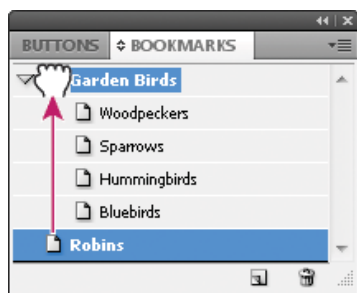 BUTTONS BOOKMARKS
Garden Birds
Woodpeckers
Sparrows
Hummingbirds
Bluebirds
Robins